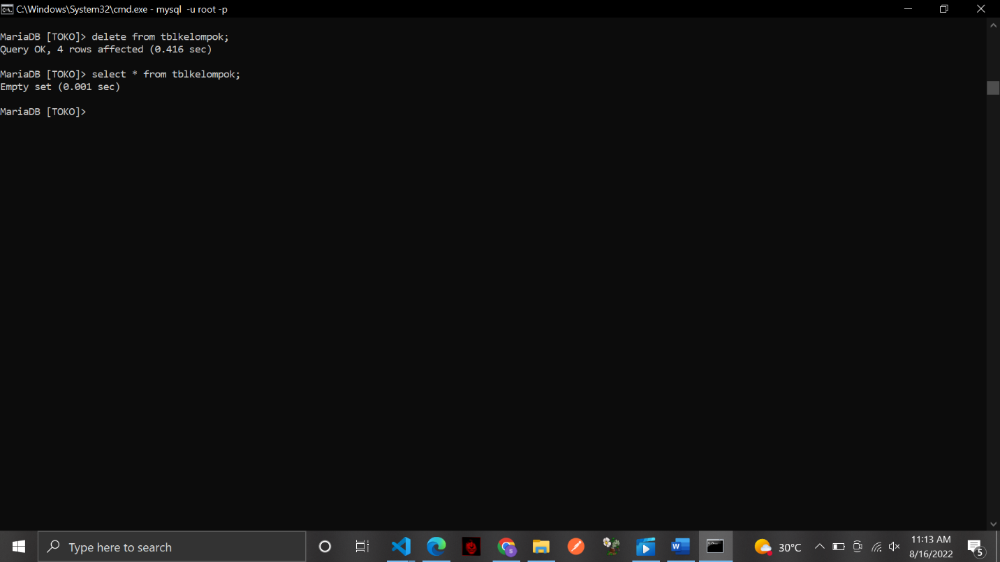 C:\Windows\System32\cmd.exe - mysql  -u root -p
MariaDB [TOKO]> delete from tblkelompok;
Query OK, 4 rows affected (0.416 sec)
MariaDB [TOKO]> select * from tblkelompok;
Empty set (0.001 sec)
MariaDB [TOKO]>
Type here to search
30°C
11:13 AM
8/16/2022
5